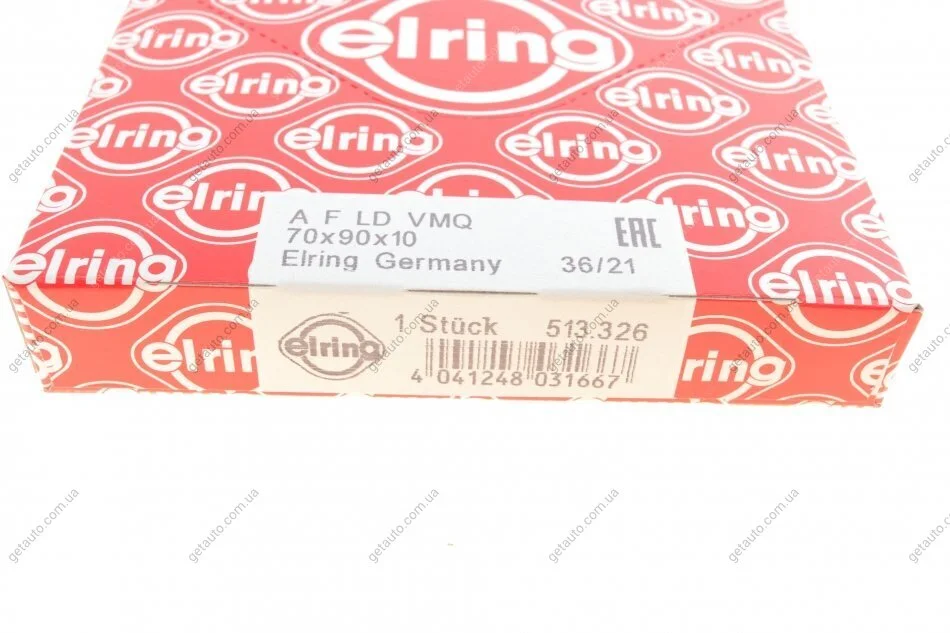 elring
A F LD VMQ
70x90x10
EAC
Elring Germany 36/21
1 Stück 513.326
elring
4 041248 031667
getauto.com.ua